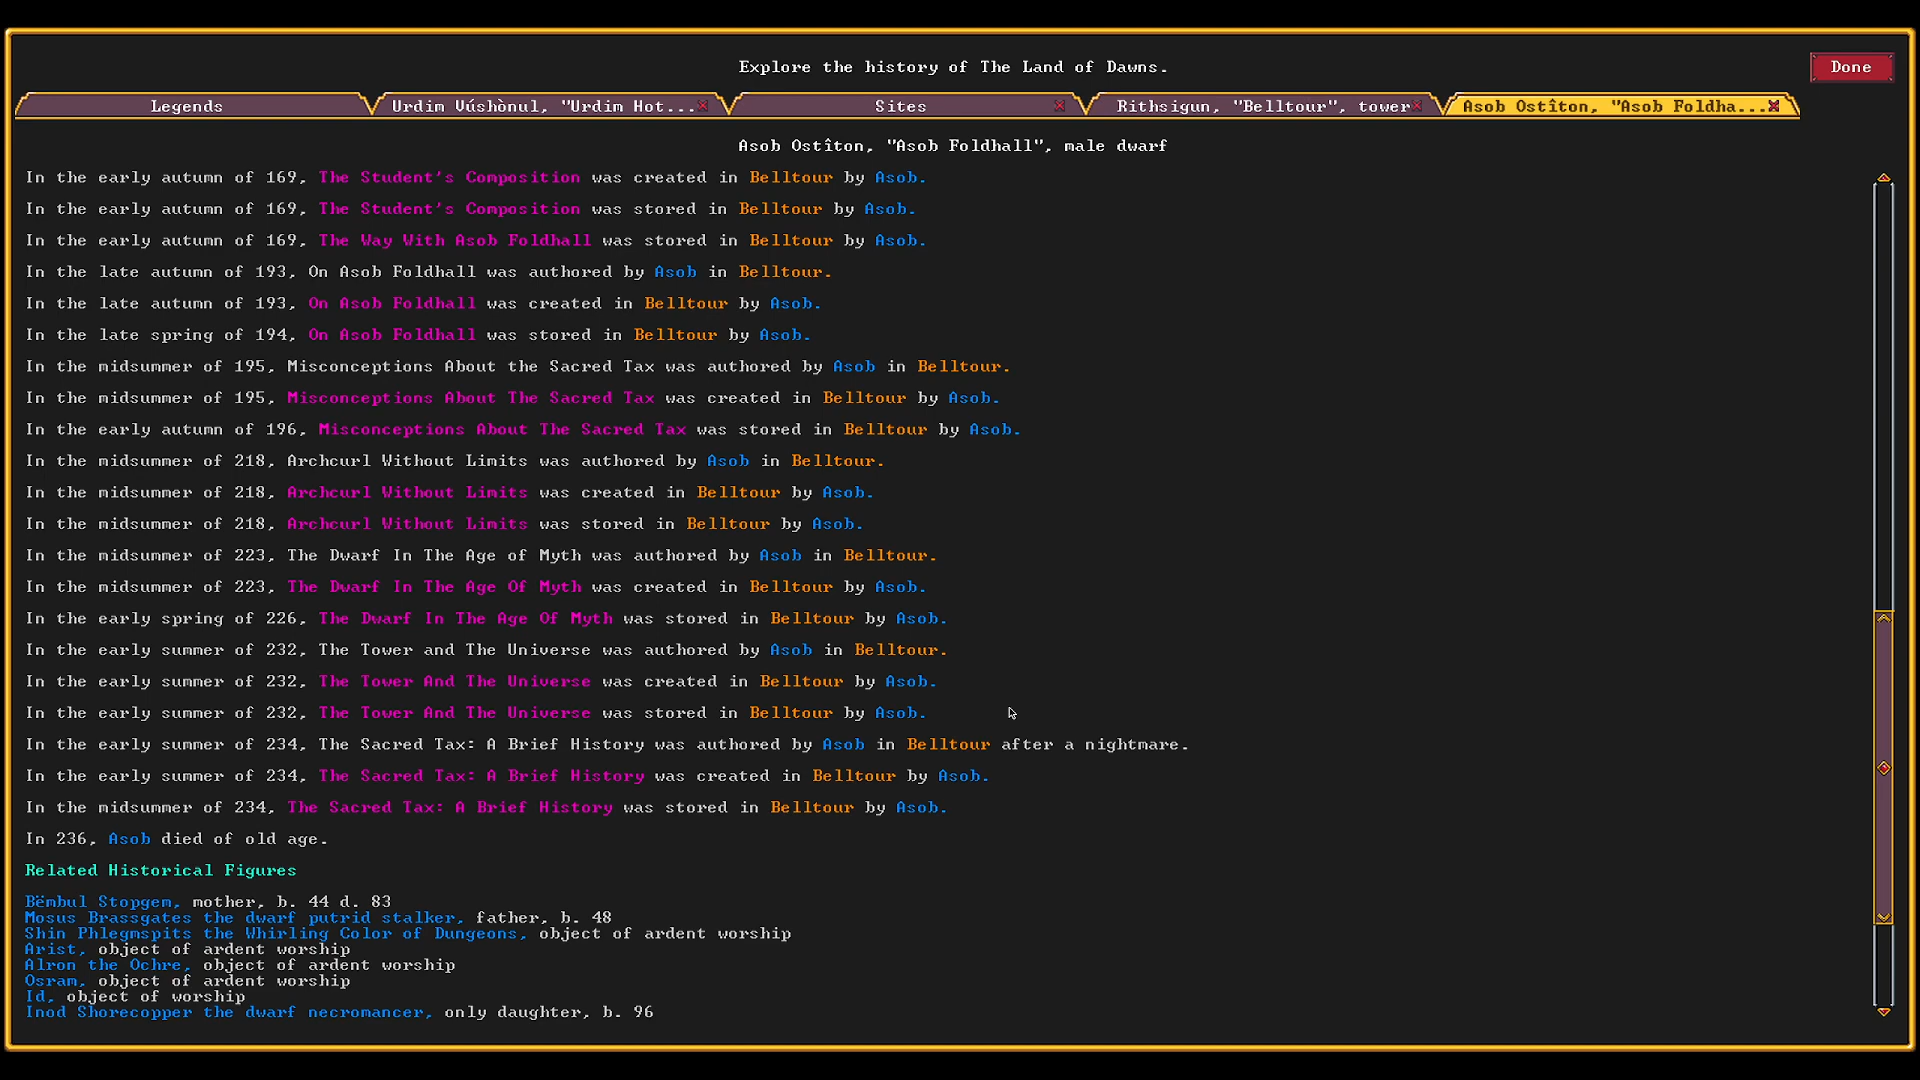 Explore the history of The Land of Dawns.
Done
Legends
Urdim Vúshònul, "Urdim Hot...
Sites
Rithsigun, "Belltour", tower
Asob Ostîton, "Asob Foldha...
Asob Ostîton, "Asob Foldhall", male dwarf
In the early autumn of 169, The Student's Composition was created in Belltour by Asob.
In the early autumn of 169, The Student's Composition was stored in Belltour by Asob.
In the early autumn of 169, The Way With Asob Foldhall was stored in Belltour by Asob.
In the late autumn of 193, On Asob Foldhall was authored by Asob in Belltour.
In the late autumn of 193, On Asob Foldhall was created in Belltour by Asob.
In the late spring of 194, On Asob Foldhall was stored in Belltour by Asob.
In the midsummer of 195, Misconceptions About the Sacred Tax was authored by Asob in Belltour.
In the midsummer of 195, Misconceptions About The Sacred Tax was created in Belltour by Asob.
In the early autumn of 196, Misconceptions About The Sacred Tax was stored in Belltour by Asob.
In the midsummer of 218, Archcurl Without Limits was authored by Asob in Belltour.
In the midsummer of 218, Archcurl Without Limits was created in Belltour by Asob.
In the midsummer of 218, Archcurl Without Limits was stored in Belltour by Asob.
In the midsummer of 223, The Dwarf In The Age of Myth was authored by Asob in Belltour.
In the midsummer of 223, The Dwarf In The Age Of Myth was created in Belltour by Asob.
In the early spring of 226, The Dwarf In The Age Of Myth was stored in Belltour by Asob.
In the early summer of 232, The Tower and The Universe was authored by Asob in Belltour.
In the early summer of 232, The Tower And The Universe was created in Belltour by Asob.
In the early summer of 232, The Tower And The Universe was stored in Belltour by Asob.
In the early summer of 234, The Sacred Tax: A Brief History was authored by Asob in Belltour after a nightmare.
In the early summer of 234, The Sacred Tax: A Brief History was created in Belltour by Asob.
In the midsummer of 234, The Sacred Tax: A Brief History was stored in Belltour by Asob.
In 236, Asob died of old age.
Related Historical Figures
Bëmbul Stopgem, mother, b. 44 d. 83
Mosus Brassgates the dwarf putrid stalker, father, b. 48
Shin Phlegmspits the Whirling Color of Dungeons, object of ardent worship
Arist, object of ardent worship
Alron the Ochre, object of ardent worship
Osram, object of ardent worship
Id, object of worship
Inod Shorecopper the dwarf necromancer, only daughter, b. 96